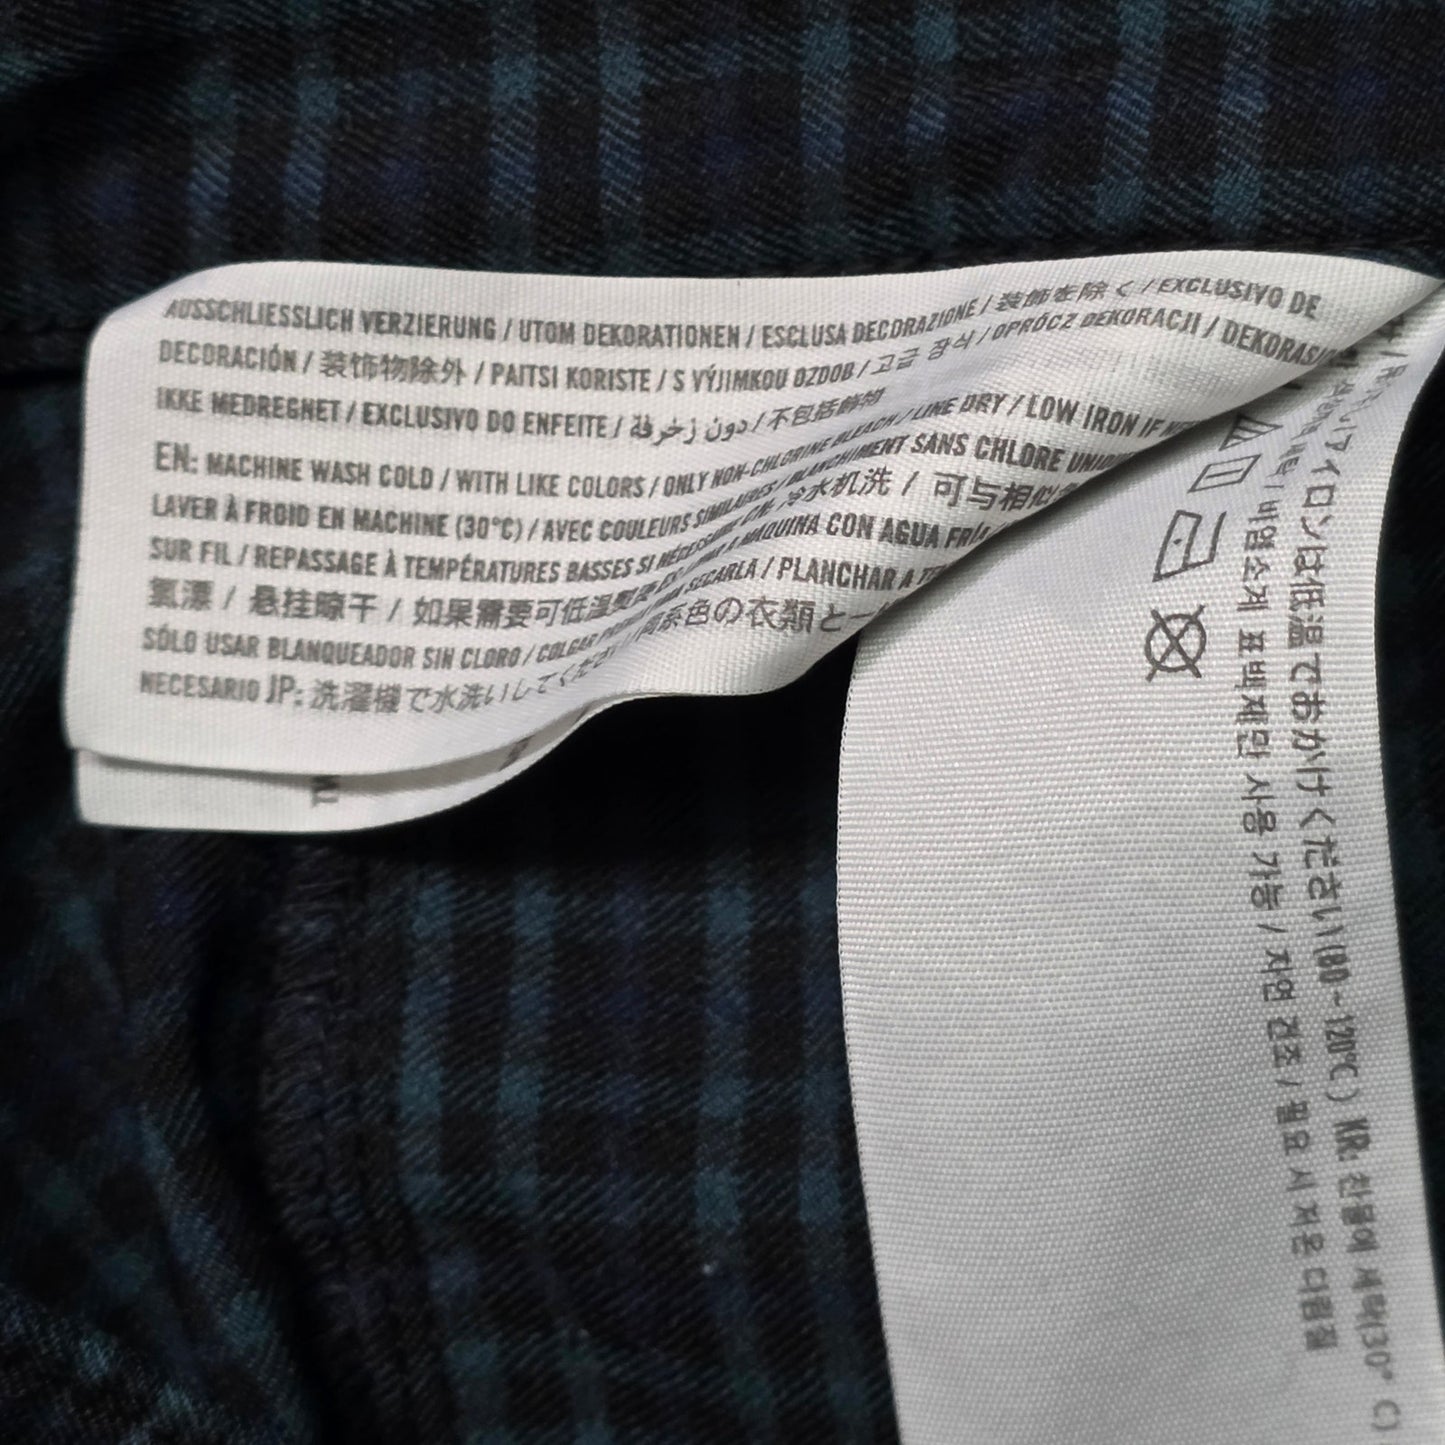 AUSSCHLIESSLICH VERZIERUNG / UTOM DEKORATIONEN / ESCLUSA DECORAZIONE / 装飾を除く / EXCLUSIVO DE
DECORACIÓN / 装饰物除外 / PAITSI KORISTE / S VÝJIMKOU OZDOB / 고급 장식 / OPRÓCZ DEKORACJI / DEKORASJ
IKKE MEDREGNET / EXCLUSIVO DO ENFEITE / دون زخرفة / 不包括飾物
EN: MACHINE WASH COLD / WITH LIKE COLORS / ONLY NON-CHLORINE BLEACH / LINE DRY / LOW IRON IF
LAVER À FROID EN MACHINE (30°C) / AVEC COULEURS SIMILAIRES / BLANCHIMENT SANS CHLORE
SUR FIL / REPASSAGE À TEMPÉRATURES BASSES SI NÉCESSAIRE CN: 冷水机洗 / 可与相似
氯漂 / 悬挂晾干 / 如果需要可低温熨烫 A MAQUINA CON AGUA FRÍA
SÓLO USAR BLANQUEADOR SIN CLORO / COLGAR PARA SECARLA / PLANCHAR A
NECESARIO JP: 洗濯機で水洗いしてください / 同系色の衣類と一
アイロンは低温でおかけください(80~120℃) KR: 찬물에 세탁(30°C)
비염소계 표백제만 사용 가능 / 자연 건조 / 필요시 저온 다림질